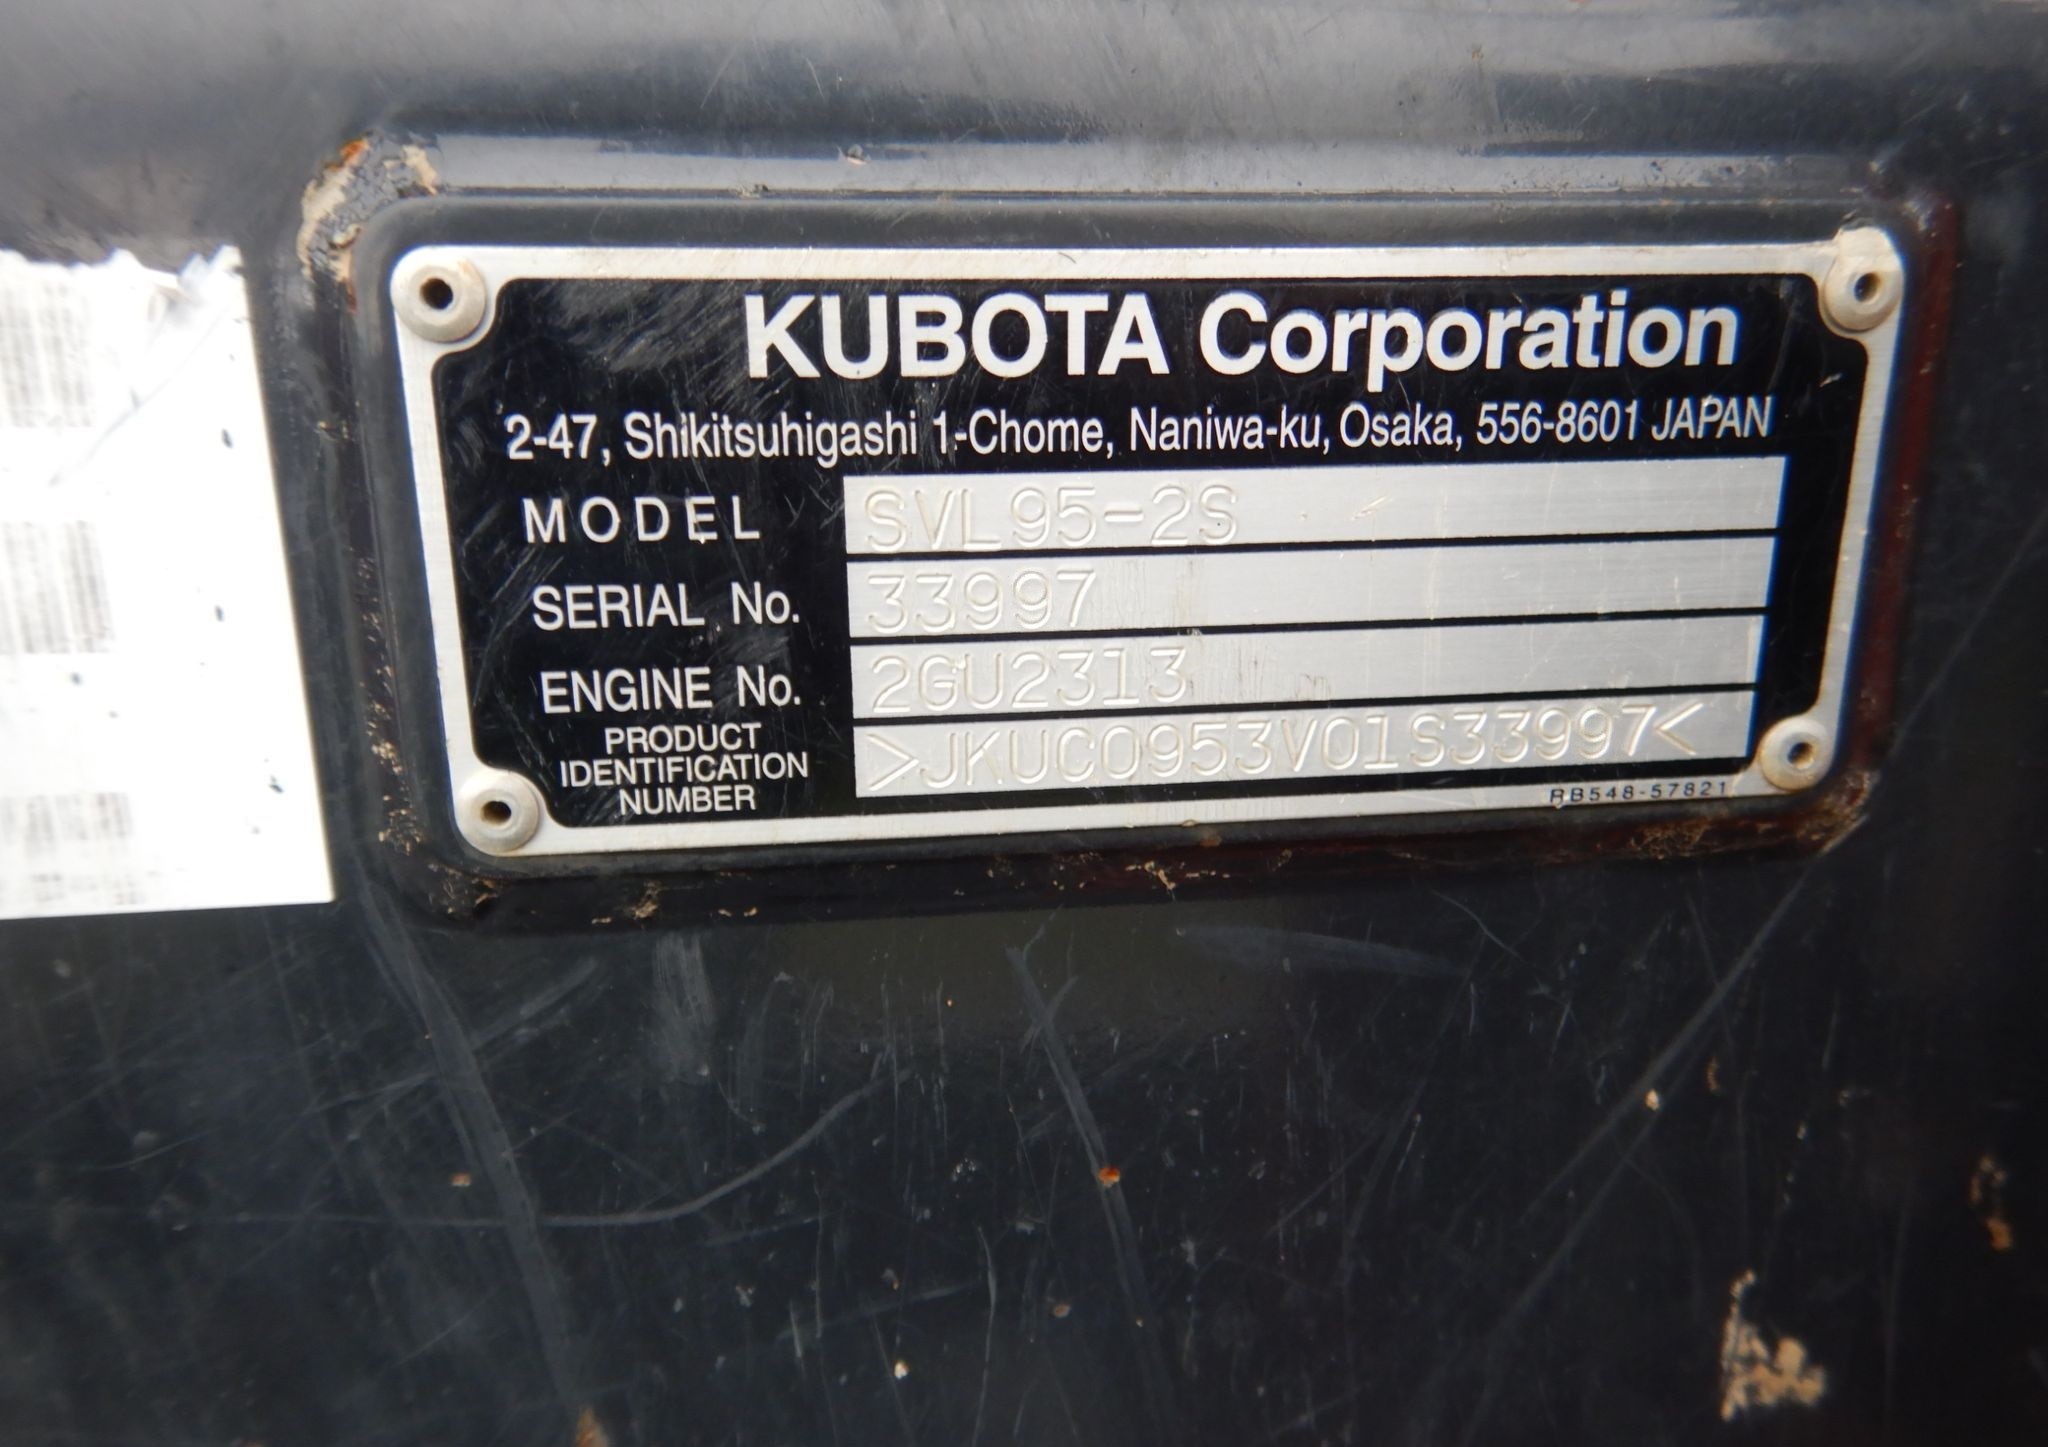 KUBOTA Corporation
2-47, Shikitsuhigashi 1-Chome, Naniwa-ku, Osaka, 556-8601 JAPAN
MODEL SVL95-2S
SERIAL No. 33997
ENGINE No. 2GU2313
PRODUCT
IDENTIFICATION
NUMBER
>JKUC0953V01S33997<
RB548-57821